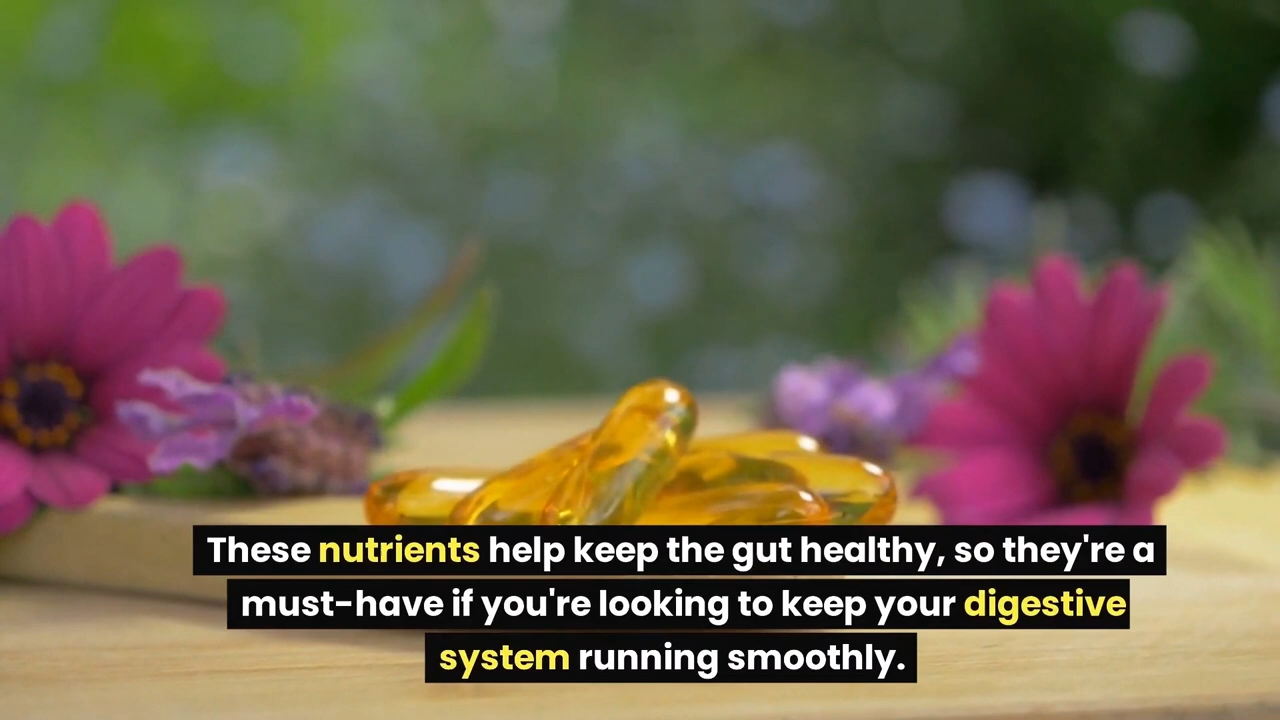 These nutrients help keep the gut healthy, so they're a
must-have if you're looking to keep your digestive
system running smoothly.